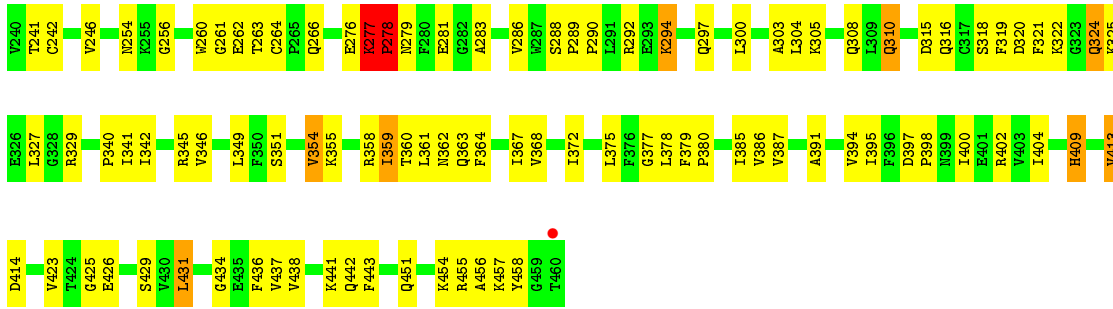 V240 T241 C242 V246 N254 K255 G256 W260 G261 E262 T263 C264 P265 Q266 E276 K277 P278 N279 F280 E281 G282 A283 V286 W287 S288 P289 P290 L291 R292 E293 K294 Q297 L300 A303 L304 K305 Q308 L309 Q310 D315 Q316 G317 S318 F319 D320 F321 K322 G323 Q324
E326 L327 G328 R329 P340 I341 I342 R345 V346 L349 F350 S351 V354 K355 R358 I359 T360 L361 N362 Q363 F364 I367 V368 I372 L375 F376 G377 L378 F379 P380 I385 V386 V387 A391 V394 I395 F396 D397 P398 N399 I400 E401 R402 V403 I404 H409
D414 V423 T424 G425 E426 S429 V430 L431 G434 E435 F436 V437 V438 K441 Q442 F443 Q451 K454 R455 A456 K457 Y458 G459 T460